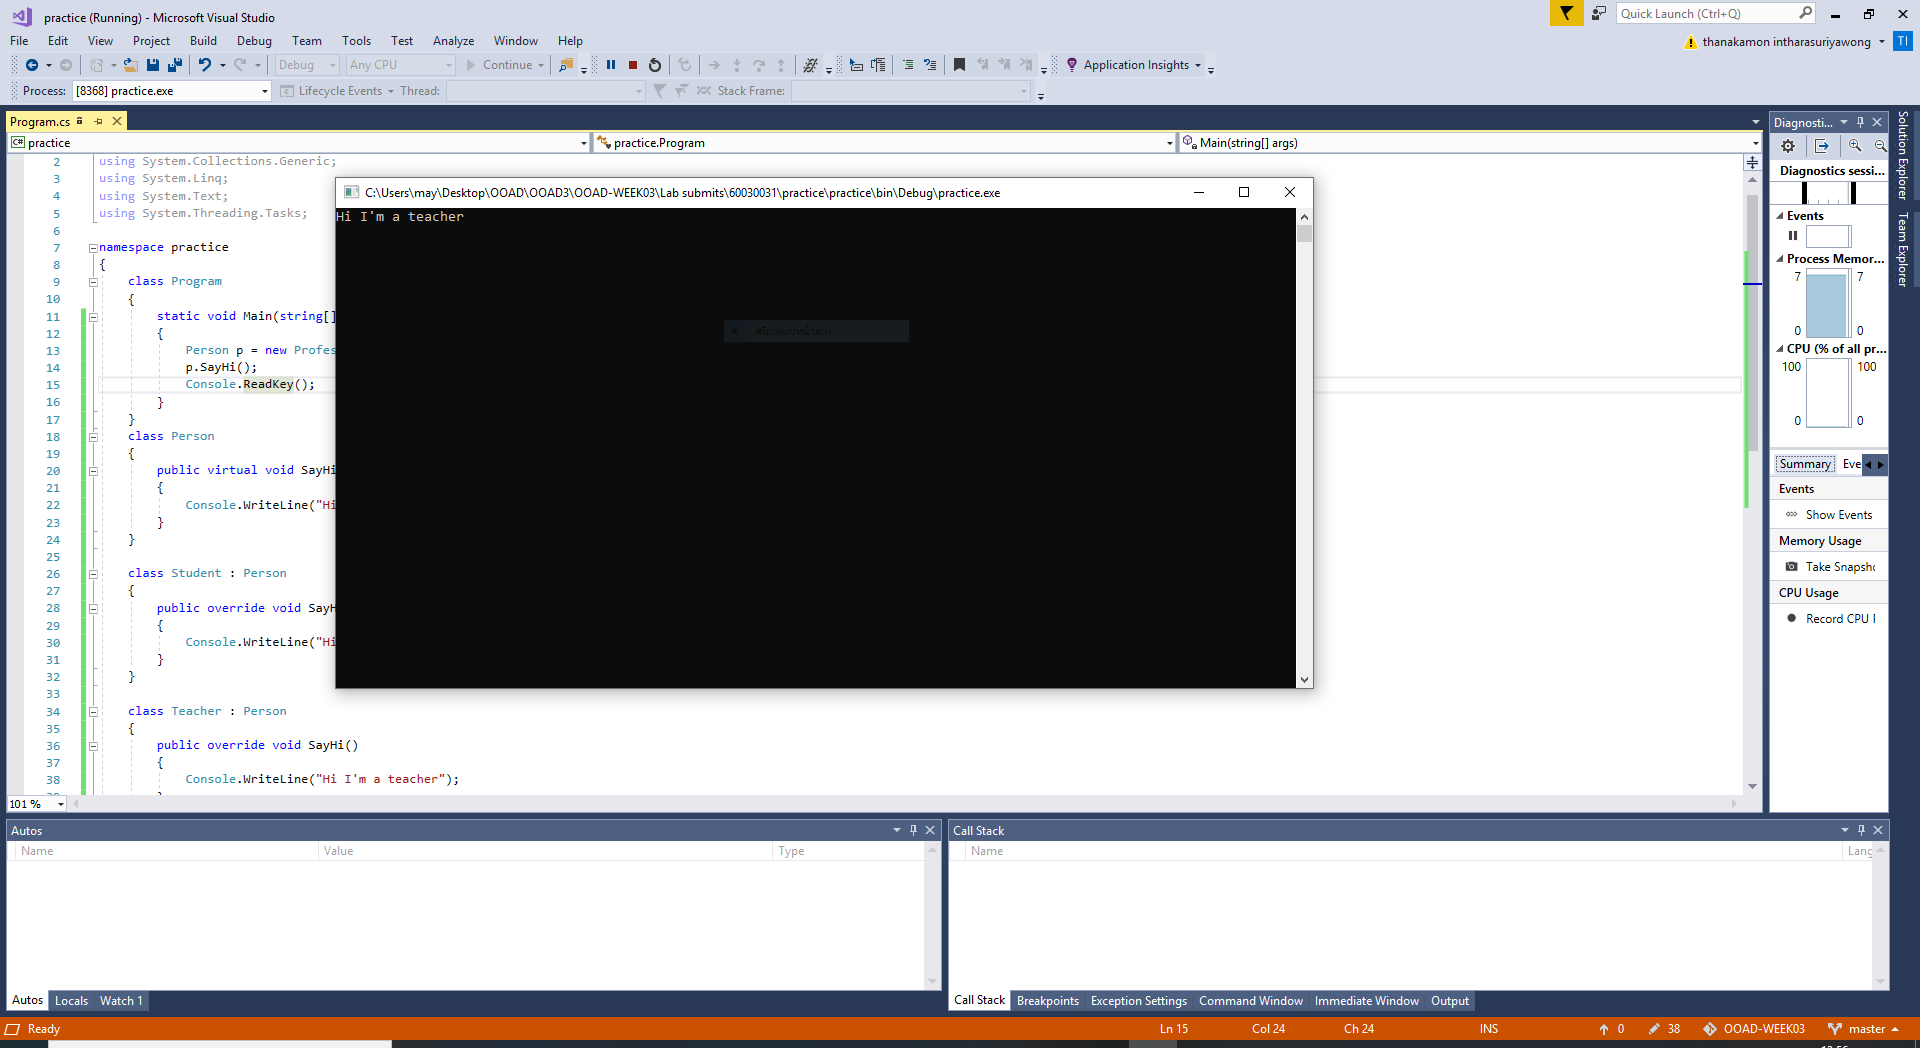 practice (Running) - Microsoft Visual Studio
Quick Launch (Ctrl+Q)
File Edit View Project Build Debug Team Tools Test Analyze Window Help
thanakamon intharasuriyawong TI
Debug Any CPU Continue Application Insights
Process: [8368] practice.exe Lifecycle Events Thread: Stack Frame:
Program.cs
C# practice practice.Program Main(string[] args)
2 using System.Collections.Generic;
3 using System.Linq;
4 using System.Text;
5 using System.Threading.Tasks;
6
7 namespace practice
8 {
9 class Program
10 {
11 static void Main(string[]
12 {
13 Person p = new Profes
14 p.SayHi();
15 Console.ReadKey();
16 }
17 }
18 class Person
19 {
20 public virtual void SayHi
21 {
22 Console.WriteLine("Hi
23 }
24 }
25
26 class Student : Person
27 {
28 public override void SayH
29 {
30 Console.WriteLine("Hi
31 }
32 }
33
34 class Teacher : Person
35 {
36 public override void SayHi()
37 {
38 Console.WriteLine("Hi I'm a teacher");
101 %
C:\Users\may\Desktop\OOAD\OOAD3\OOAD-WEEK03\Lab submits\60030031\practice\practice\bin\Debug\practice.exe
Hi I'm a teacher
Diagnosti...
Diagnostics sessi...
Events
Process Memor...
7 7
0 0
CPU (% of all pr...
100 100
0 0
Summary Eve
Events
Show Events
Memory Usage
Take Snapsh
CPU Usage
Record CPU
Solution Explorer
Team Explorer
Autos
Name Value Type
Autos Locals Watch 1
Call Stack
Name Lang
Call Stack Breakpoints Exception Settings Command Window Immediate Window Output
Ready Ln 15 Col 24 Ch 24 INS 0 38 OOAD-WEEK03 master